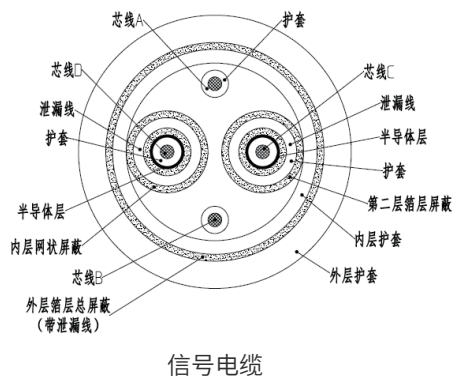 芯线A
护套
芯线D
芯线C
泄漏线
泄漏线
护套
半导体层
护套
半导体层
第二层箔层屏蔽
内层网状屏蔽
内层护套
芯线B
外层护套
外层箔层总屏蔽
(带泄漏线)
信号电缆